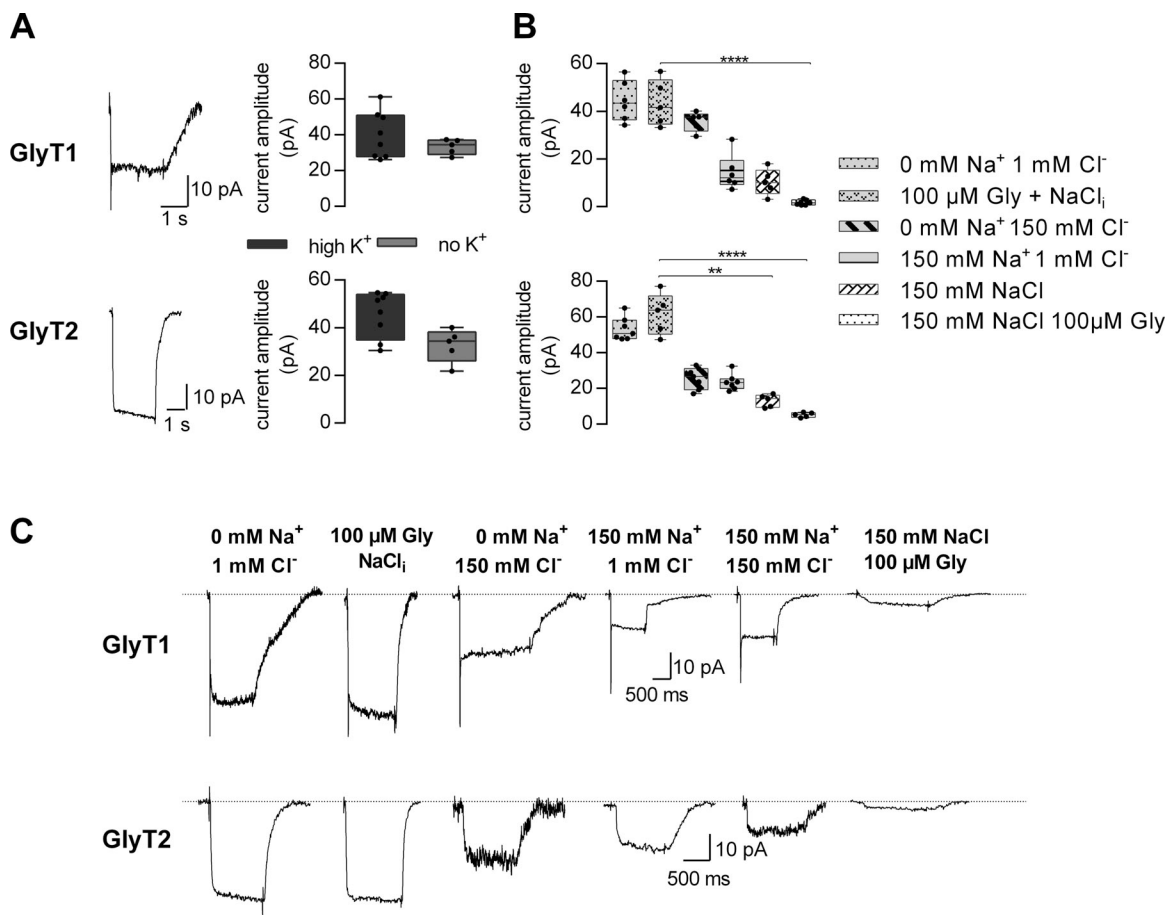 A
B
GlyT1
10 pA
1 s
current amplitude
(pA)
80
60
40
20
0
high K⁺
no K⁺
GlyT2
10 pA
1 s
current amplitude
(pA)
60
40
20
0
current amplitude
(pA)
60
40
20
0
****
current amplitude
(pA)
80
60
40
20
0
****
**
0 mM Na⁺ 1 mM Cl⁻
100 µM Gly + NaClᵢ
0 mM Na⁺ 150 mM Cl⁻
150 mM Na⁺ 1 mM Cl⁻
150 mM NaCl
150 mM NaCl 100µM Gly
C
0 mM Na⁺
1 mM Cl⁻
100 µM Gly
NaClᵢ
0 mM Na⁺
150 mM Cl⁻
150 mM Na⁺
1 mM Cl⁻
150 mM Na⁺
150 mM Cl⁻
150 mM NaCl
100 µM Gly
GlyT1
10 pA
500 ms
GlyT2
10 pA
500 ms